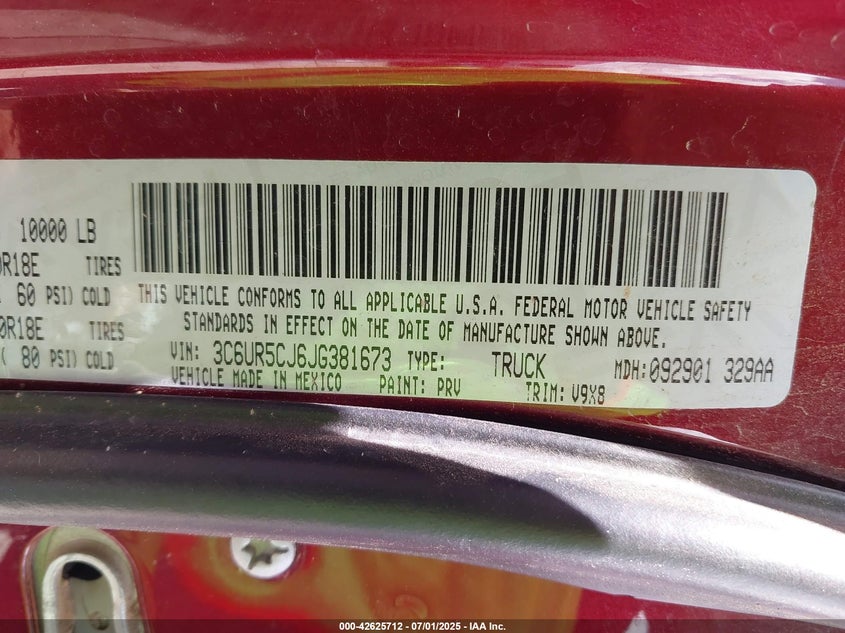 10000 LB
0R18E TIRES
60 PSI) COLD
0R18E TIRES
( 80 PSI) COLD
THIS VEHICLE CONFORMS TO ALL APPLICABLE U.S.A. FEDERAL MOTOR VEHICLE SAFETY
STANDARDS IN EFFECT ON THE DATE OF MANUFACTURE SHOWN ABOVE.
VIN: 3C6UR5CJ6JG381673 TYPE: TRUCK MDH:092901 329AA
VEHICLE MADE IN MEXICO PAINT: PRV TRIM: V9X8
000-42625712 - 07/01/2025 - IAA Inc.